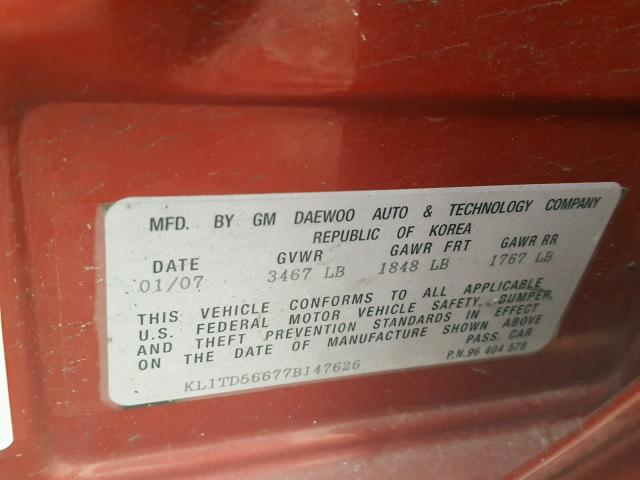 MFD. BY GM DAEWOO AUTO & TECHNOLOGY COMPANY
REPUBLIC OF KOREA
DATE GVWR GAWR FRT GAWR RR
01/07 3467 LB 1848 LB 1767 LB
THIS VEHICLE CONFORMS TO ALL APPLICABLE
U.S. FEDERAL MOTOR VEHICLE SAFETY, BUMPER,
AND THEFT PREVENTION STANDARDS IN EFFECT
ON THE DATE OF MANUFACTURE SHOWN ABOVE
PASS. CAR
KL1TD56677B147626 P.N.96 404 578